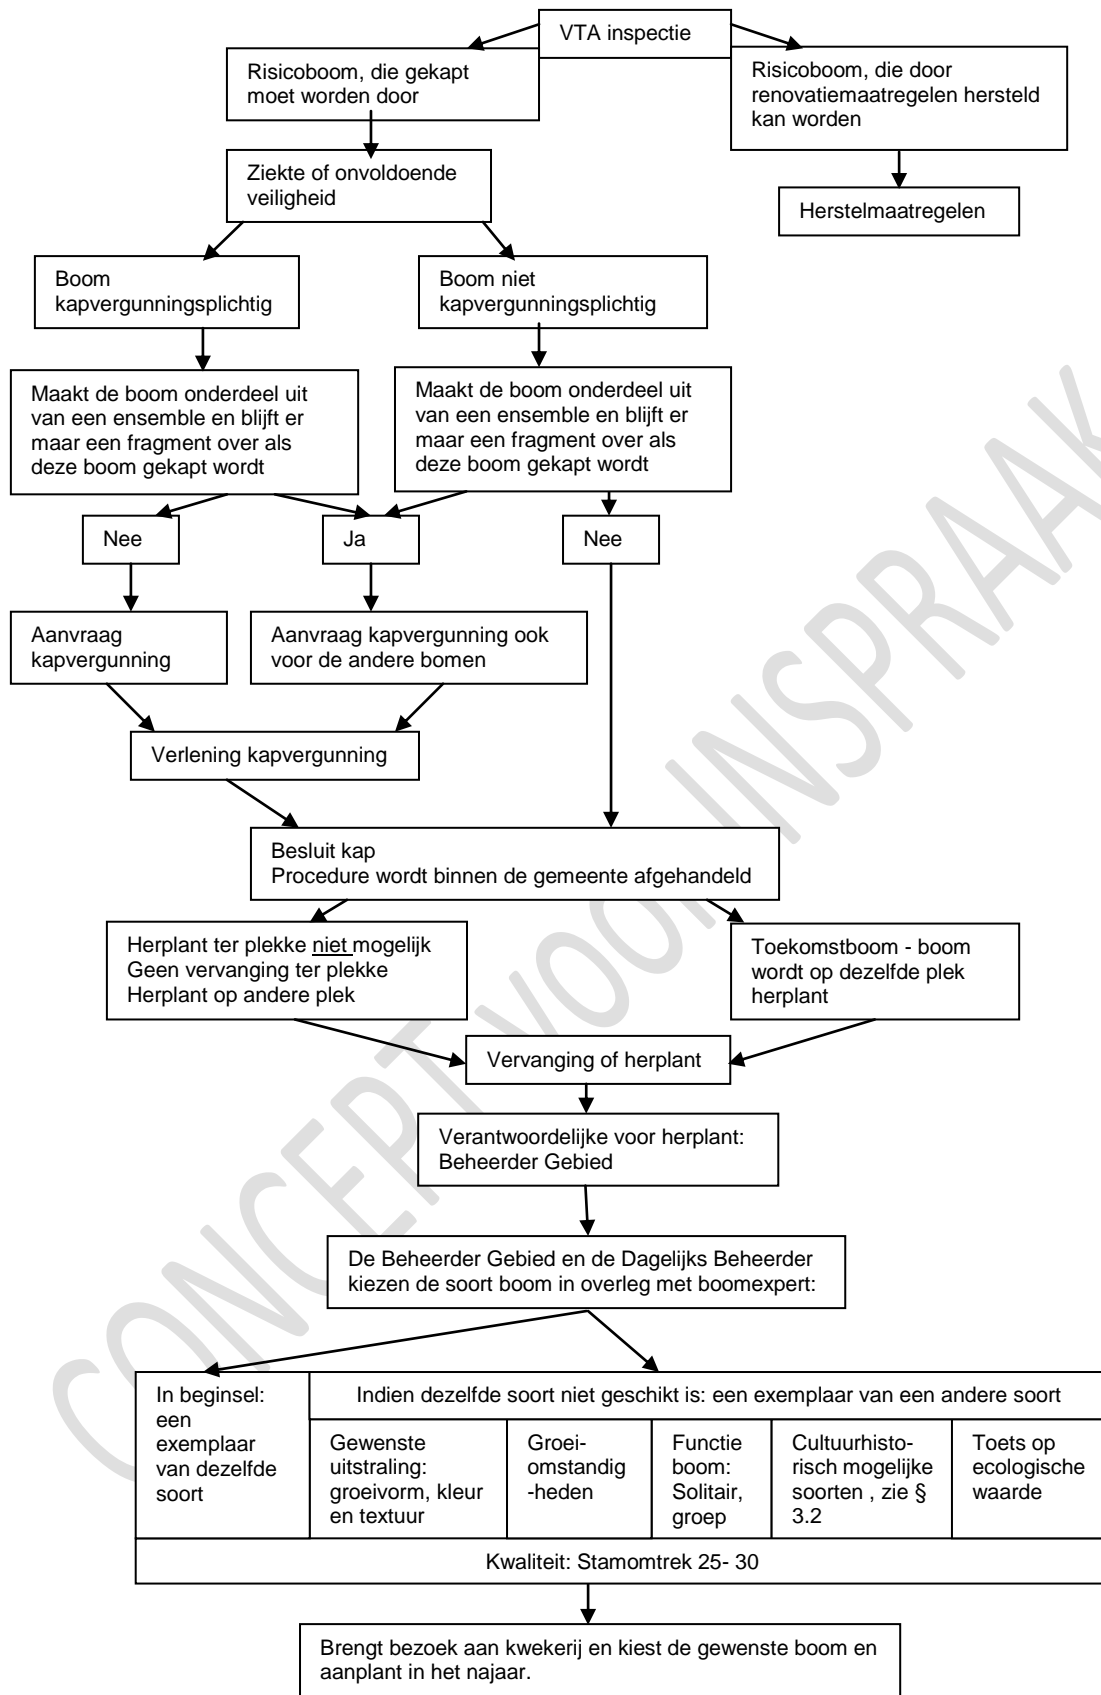 VTA inspectie
Risicoboom, die gekapt
moet worden door
Risicoboom, die door
renovatiemaatregelen hersteld
kan worden
Ziekte of onvoldoende
veiligheid
Herstelmaatregelen
Boom
kapvergunningsplichtig
Boom niet
kapvergunningsplichtig
Maakt de boom onderdeel uit
van een ensemble en blijft er
maar een fragment over als
deze boom gekapt wordt
Maakt de boom onderdeel uit
van een ensemble en blijft er
maar een fragment over als
deze boom gekapt wordt
Nee
Ja
Nee
Aanvraag
kapvergunning
Aanvraag kapvergunning ook
voor de andere bomen
Verlening kapvergunning
Besluit kap
Procedure wordt binnen de gemeente afgehandeld
Herplant ter plekke niet mogelijk
Geen vervanging ter plekke
Herplant op andere plek
Toekomstboom - boom
wordt op dezelfde plek
herplant
Vervanging of herplant
Verantwoordelijke voor herplant:
Beheerder Gebied
De Beheerder Gebied en de Dagelijks Beheerder
kiezen de soort boom in overleg met boomexpert:
In beginsel:
een
exemplaar
van dezelfde
soort
Indien dezelfde soort niet geschikt is: een exemplaar van een andere soort
Gewenste
uitstraling:
groeivorm, kleur
en textuur
Groei-
omstandig
-heden
Functie
boom:
Solitair,
groep
Cultuurhisto-
risch mogelijke
soorten , zie §
3.2
Toets op
ecologische
waarde
Kwaliteit: Stamomtrek 25- 30
Brengt bezoek aan kwekerij en kiest de gewenste boom en
aanplant in het najaar.
CONCEPT VOOR INSPRAAK